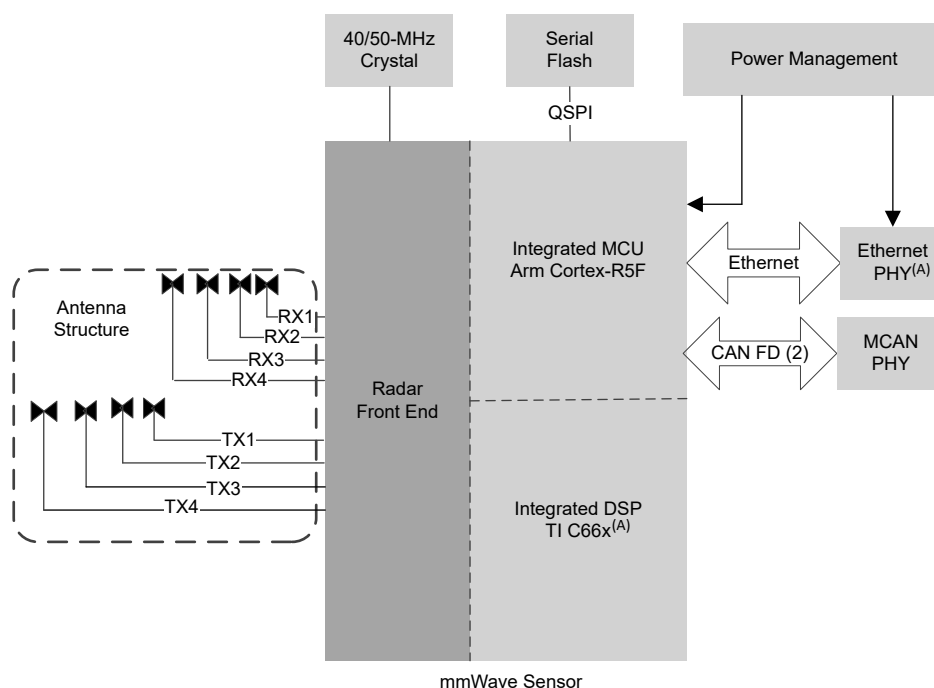 40/50-MHz
Crystal
Serial
Flash
Power Management
QSPI
Integrated MCU
Arm Cortex-R5F
Ethernet
Ethernet
PHY(A)
Antenna
Structure
RX1
RX2
RX3
RX4
CAN FD (2)
MCAN
PHY
Radar
Front End
TX1
TX2
TX3
TX4
Integrated DSP
TI C66x(A)
mmWave Sensor